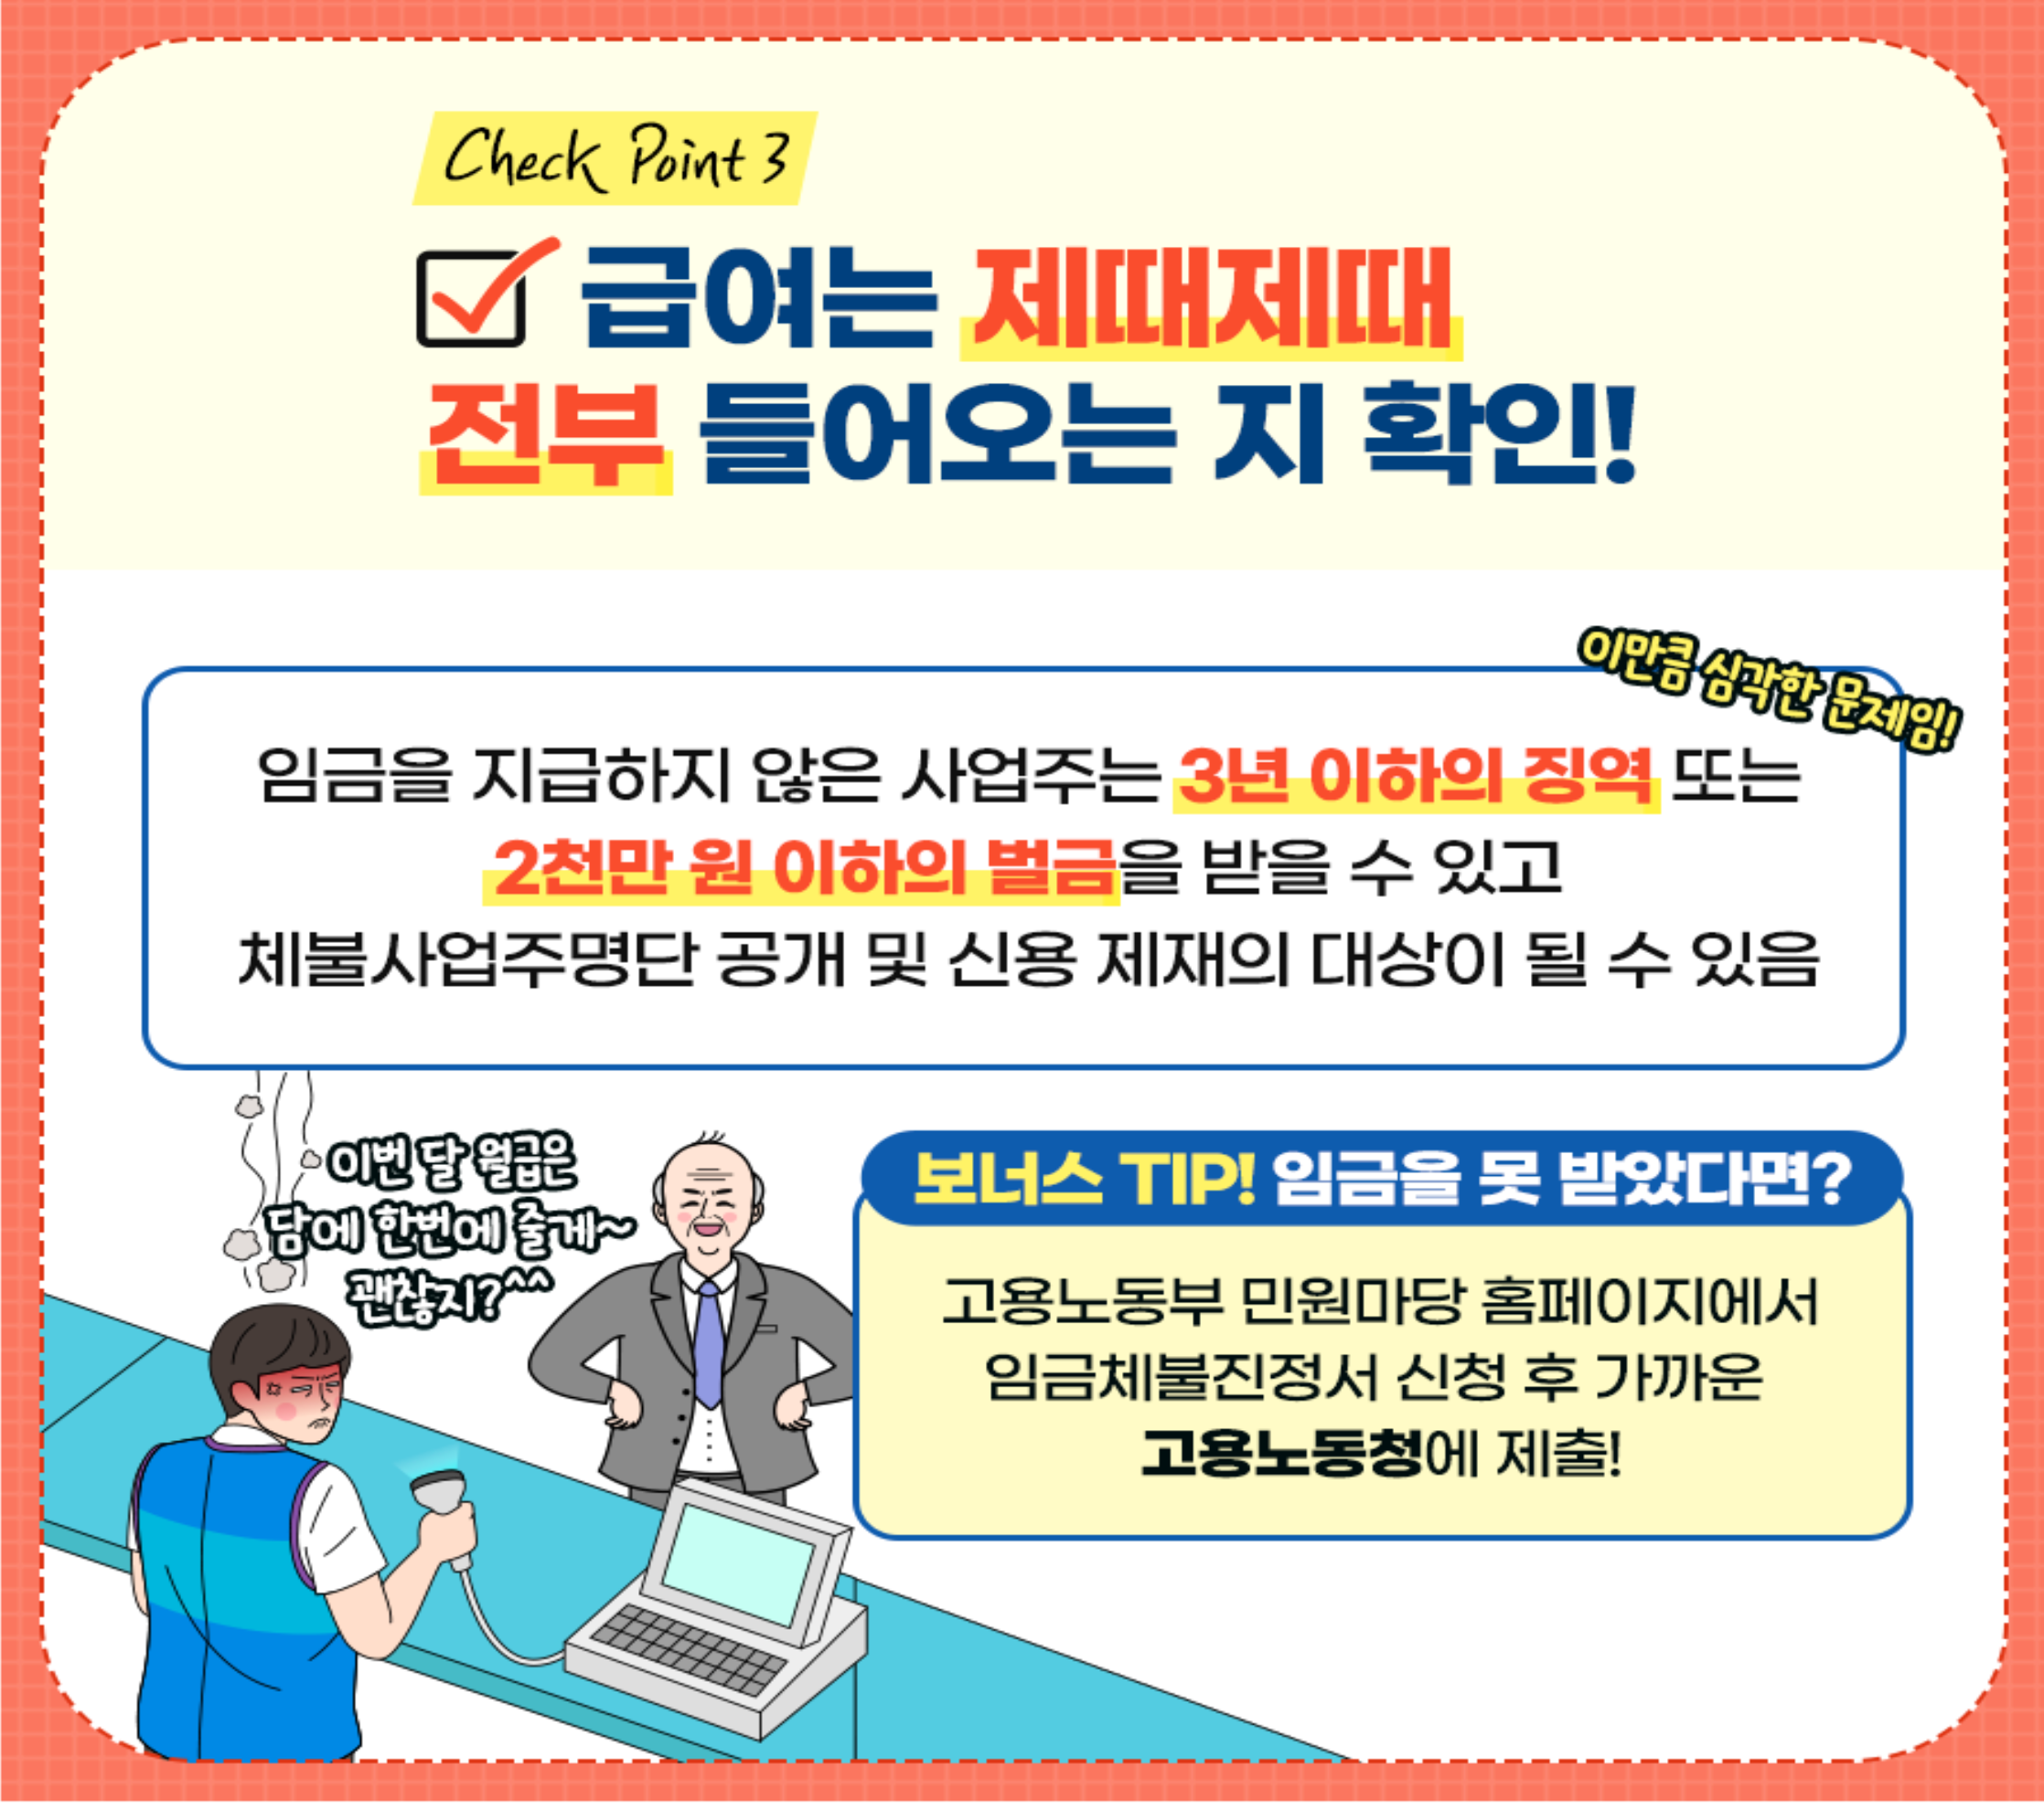 Check Point 3
급여는 제때제때
전부 들어오는 지 확인!
이만큼 심각한 문제임!
임금을 지급하지 않은 사업주는 3년 이하의 징역 또는
2천만 원 이하의 벌금을 받을 수 있고
체불사업주명단 공개 및 신용 제재의 대상이 될 수 있음
이번 달 월급은
담에 한번에 줄게~
괜찮지?^^
보너스 TIP! 임금을 못 받았다면?
고용노동부 민원마당 홈페이지에서
임금체불진정서 신청 후 가까운
고용노동청에 제출!